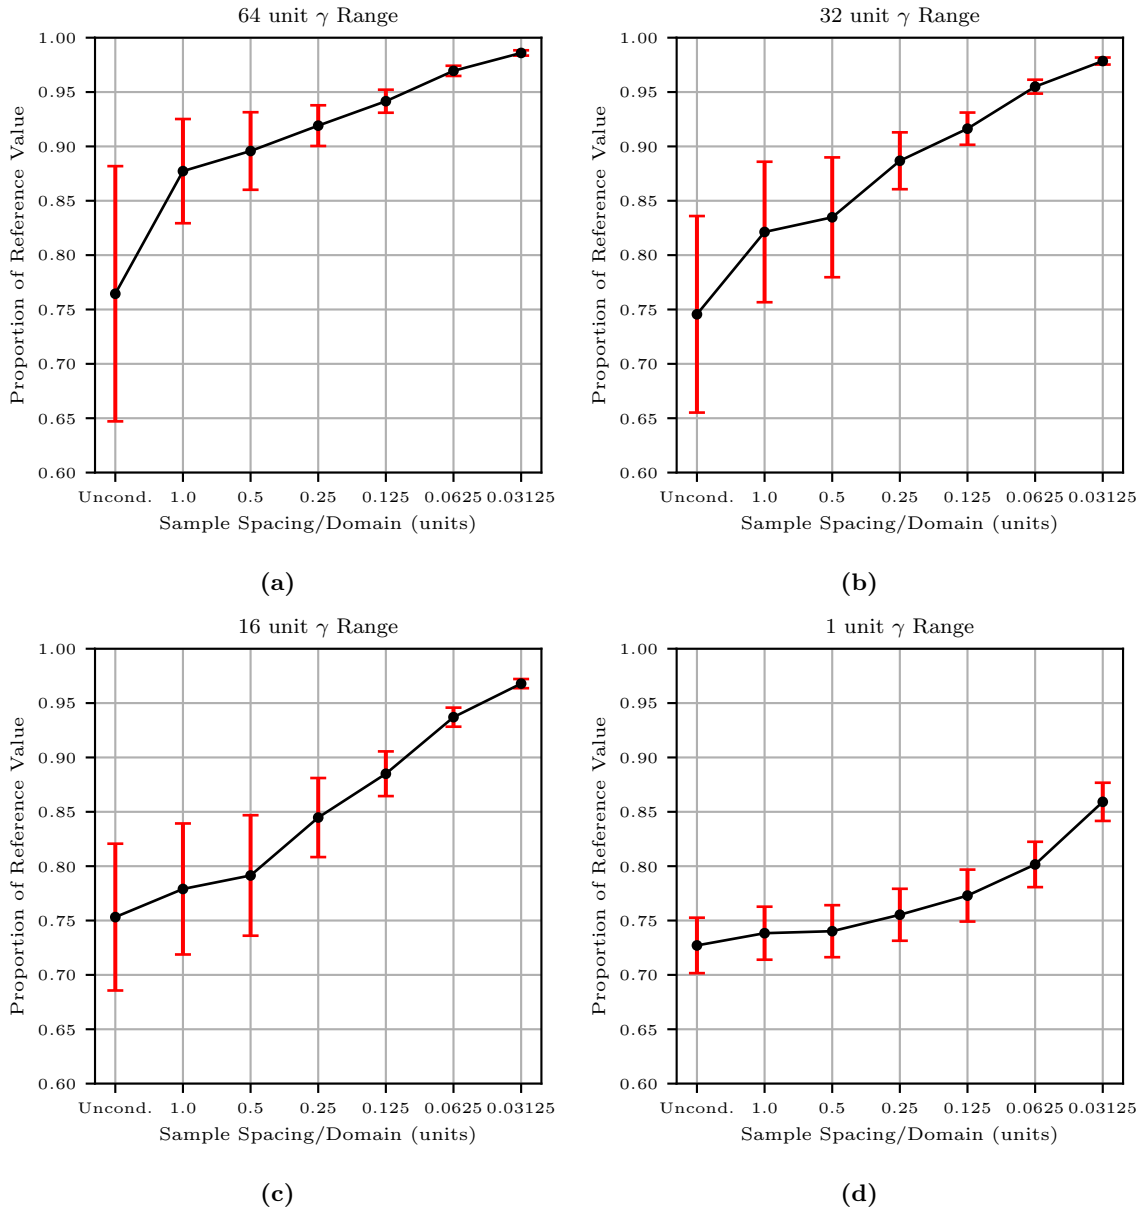 64 unit γ Range
1.00
0.95
0.90
0.85
0.80
0.75
0.70
0.65
0.60
Proportion of Reference Value
Uncond. 1.0 0.5 0.25 0.125 0.0625 0.03125
Sample Spacing/Domain (units)
(a)
32 unit γ Range
1.00
0.95
0.90
0.85
0.80
0.75
0.70
0.65
0.60
Proportion of Reference Value
Uncond. 1.0 0.5 0.25 0.125 0.0625 0.03125
Sample Spacing/Domain (units)
(b)
16 unit γ Range
1.00
0.95
0.90
0.85
0.80
0.75
0.70
0.65
0.60
Proportion of Reference Value
Uncond. 1.0 0.5 0.25 0.125 0.0625 0.03125
Sample Spacing/Domain (units)
(c)
1 unit γ Range
1.00
0.95
0.90
0.85
0.80
0.75
0.70
0.65
0.60
Proportion of Reference Value
Uncond. 1.0 0.5 0.25 0.125 0.0625 0.03125
Sample Spacing/Domain (units)
(d)